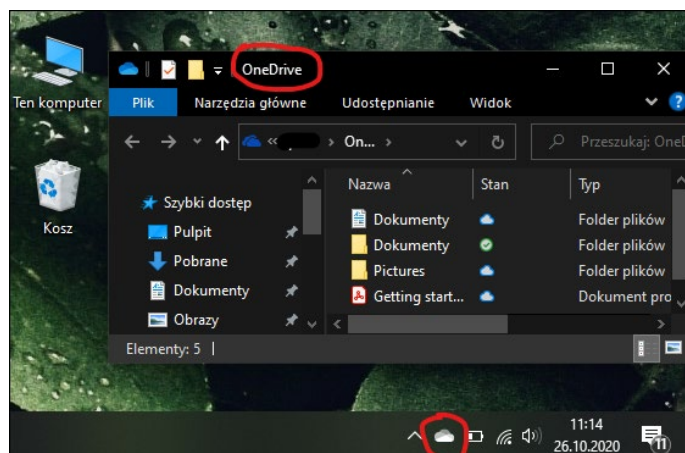 Ten komputer
Kosz
OneDrive
Plik Narzędzia główne Udostępnianie Widok
« On... Przeszukaj: One
Nazwa Stan Typ
Szybki dostęp
Pulpit
Pobrane
Dokumenty
Obrazy
Dokumenty Folder plików
Dokumenty Folder plików
Pictures Folder plików
Getting start... Dokument pro
Elementy: 5
11:14
26.10.2020
11